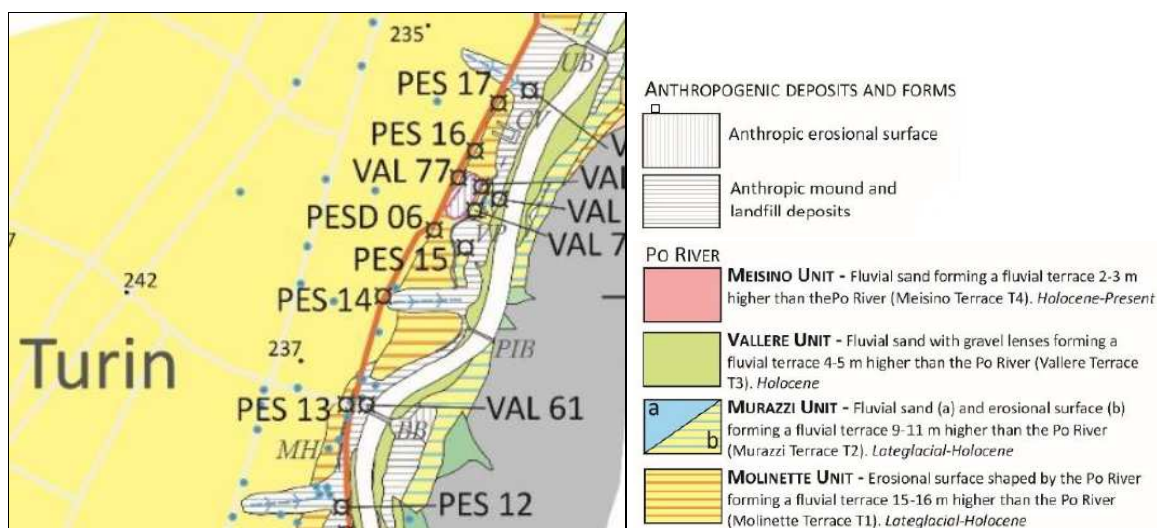 235
UB
PES 17
CV
PES 16
VAL 77
VAL
VAL
PESD 06
VP
VAL 7
PES 15
242
PES 14
237
PIB
Turin
PES 13
VAL 61
BB
MH
PES 12
ANTHROPOGENIC DEPOSITS AND FORMS
Anthropic erosional surface
Anthropic mound and
landfill deposits
PO RIVER
MEISINO UNIT - Fluvial sand forming a fluvial terrace 2-3 m
higher than thePo River (Meisino Terrace T4). Holocene-Present
VALLERE UNIT - Fluvial sand with gravel lenses forming a
fluvial terrace 4-5 m higher than the Po River (Vallere Terrace
T3). Holocene
a
b
MURAZZI UNIT - Fluvial sand (a) and erosional surface (b)
forming a fluvial terrace 9-11 m higher than the Po River
(Murazzi Terrace T2). Lateglacial-Holocene
MOLINETTE UNIT - Erosional surface shaped by the Po River
forming a fluvial terrace 15-16 m higher than the Po River
(Molinette Terrace T1). Lateglacial-Holocene